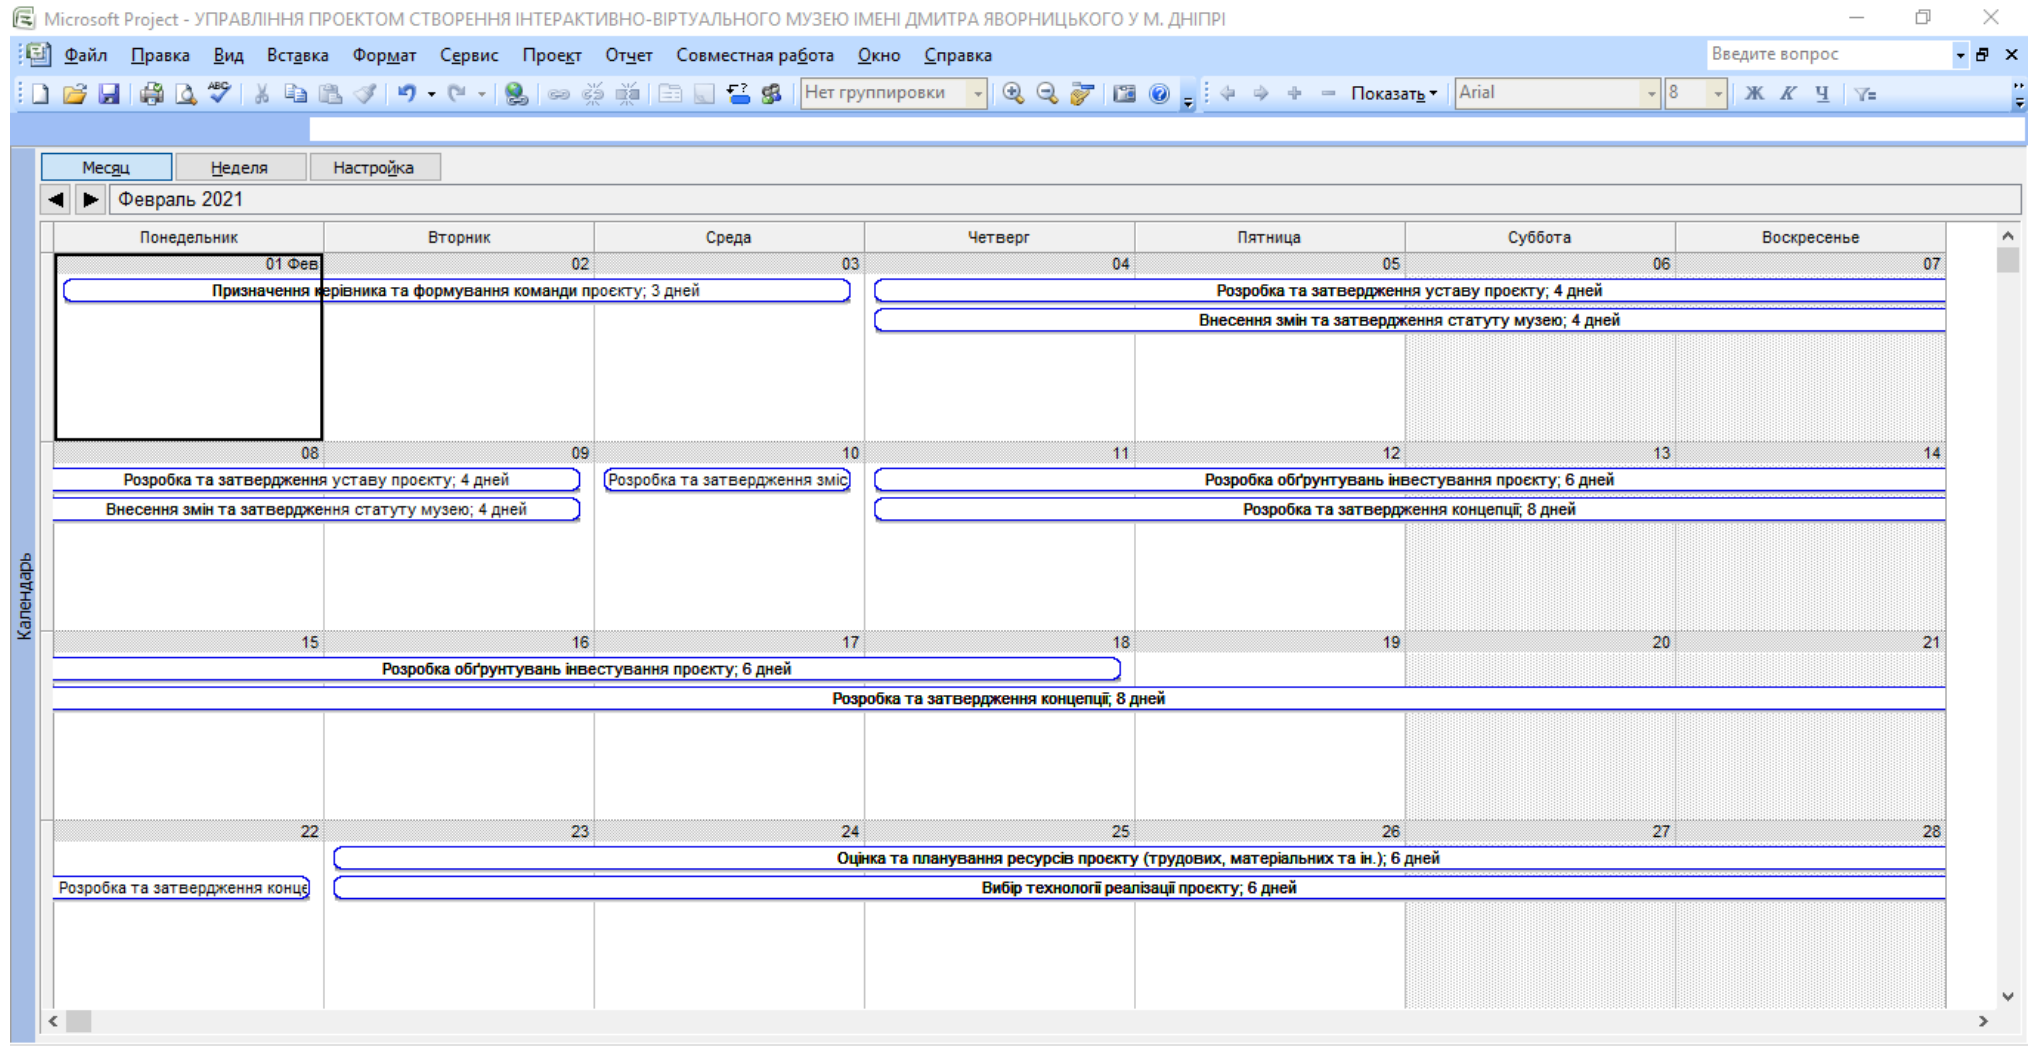 Microsoft Project - УПРАВЛІННЯ ПРОЕКТОМ СТВОРЕННЯ ІНТЕРАКТИВНО-ВІРТУАЛЬНОГО МУЗЕЮ ІМЕНІ ДМИТРА ЯВОРНИЦЬКОГО У М. ДНІПРІ
Файл Правка Вид Вставка Формат Сервис Проект Отчет Совместная работа Окно Справка Введите вопрос
Нет группировки Показать Arial 8 Ж К Ч
Месяц Неделя Настройка
Февраль 2021
Понедельник Вторник Среда Четверг Пятница Суббота Воскресенье
01 Фев 02 03 04 05 06 07
Призначення керівника та формування команди проєкту; 3 дней Розробка та затвердження уставу проєкту; 4 дней
Внесення змін та затвердження статуту музею; 4 дней
08 09 10 11 12 13 14
Розробка та затвердження уставу проєкту; 4 дней Розробка та затвердження зміс Розробка обґрунтувань інвестування проєкту; 6 дней
Внесення змін та затвердження статуту музею; 4 дней Розробка та затвердження концепції; 8 дней
15 16 17 18 19 20 21
Розробка обґрунтувань інвестування проєкту; 6 дней
Розробка та затвердження концепції; 8 дней
22 23 24 25 26 27 28
Оцінка та планування ресурсів проєкту (трудових, матеріальних та ін.); 6 дней
Розробка та затвердження конце Вибір технології реалізації проєкту; 6 дней
Календарь